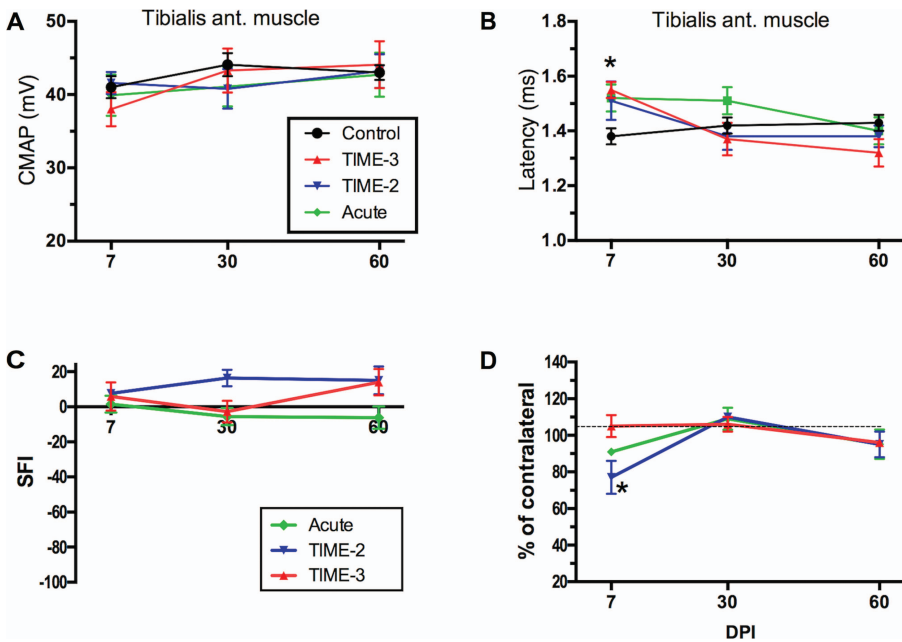 A
Tibialis ant. muscle
CMAP (mV)
50
40
30
20
7
30
60
Control
TIME-3
TIME-2
Acute
B
Tibialis ant. muscle
Latency (ms)
1.8
1.6
1.4
1.2
1.0
*
7
30
60
C
SFI
20
0
-20
-40
-60
-80
-100
7
30
60
Acute
TIME-2
TIME-3
D
% of contralateral
140
120
100
80
60
40
20
*
7
30
60
DPI